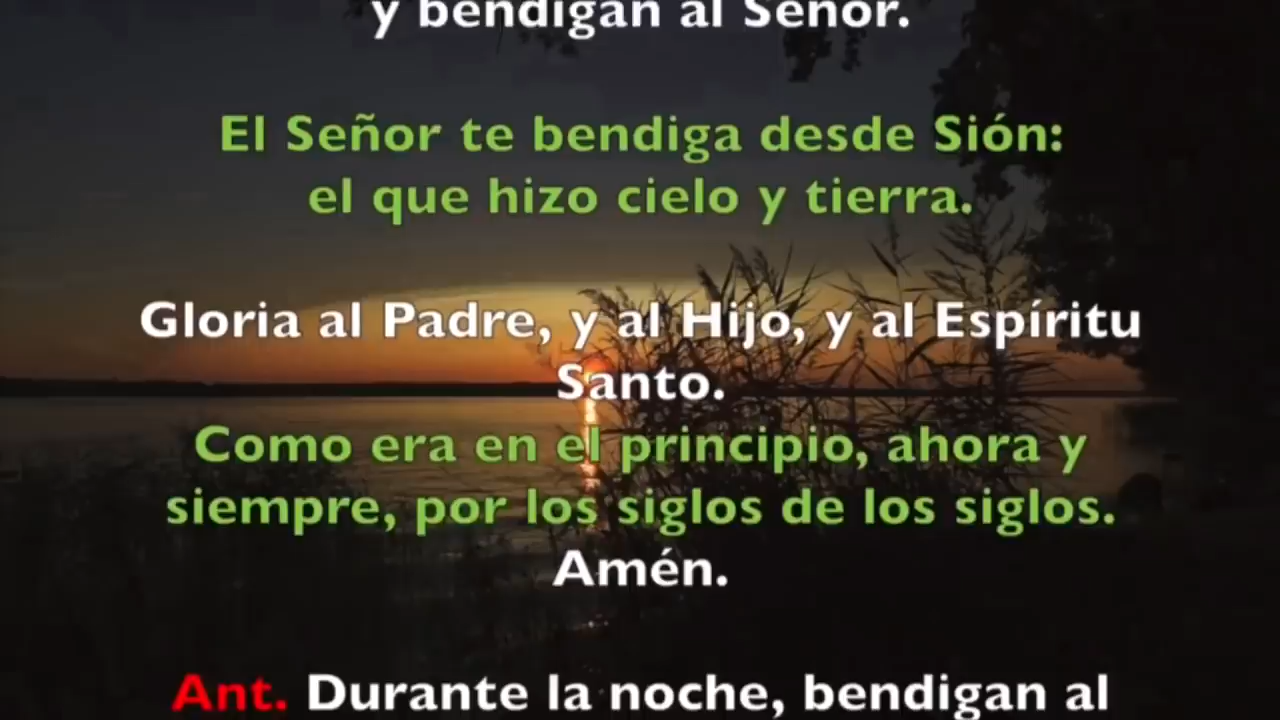 y bendigan al Señor.
El Señor te bendiga desde Sión:
el que hizo cielo y tierra.
Gloria al Padre, y al Hijo, y al Espíritu
Santo.
Como era en el principio, ahora y
siempre, por los siglos de los siglos.
Amén.
Ant. Durante la noche, bendigan al